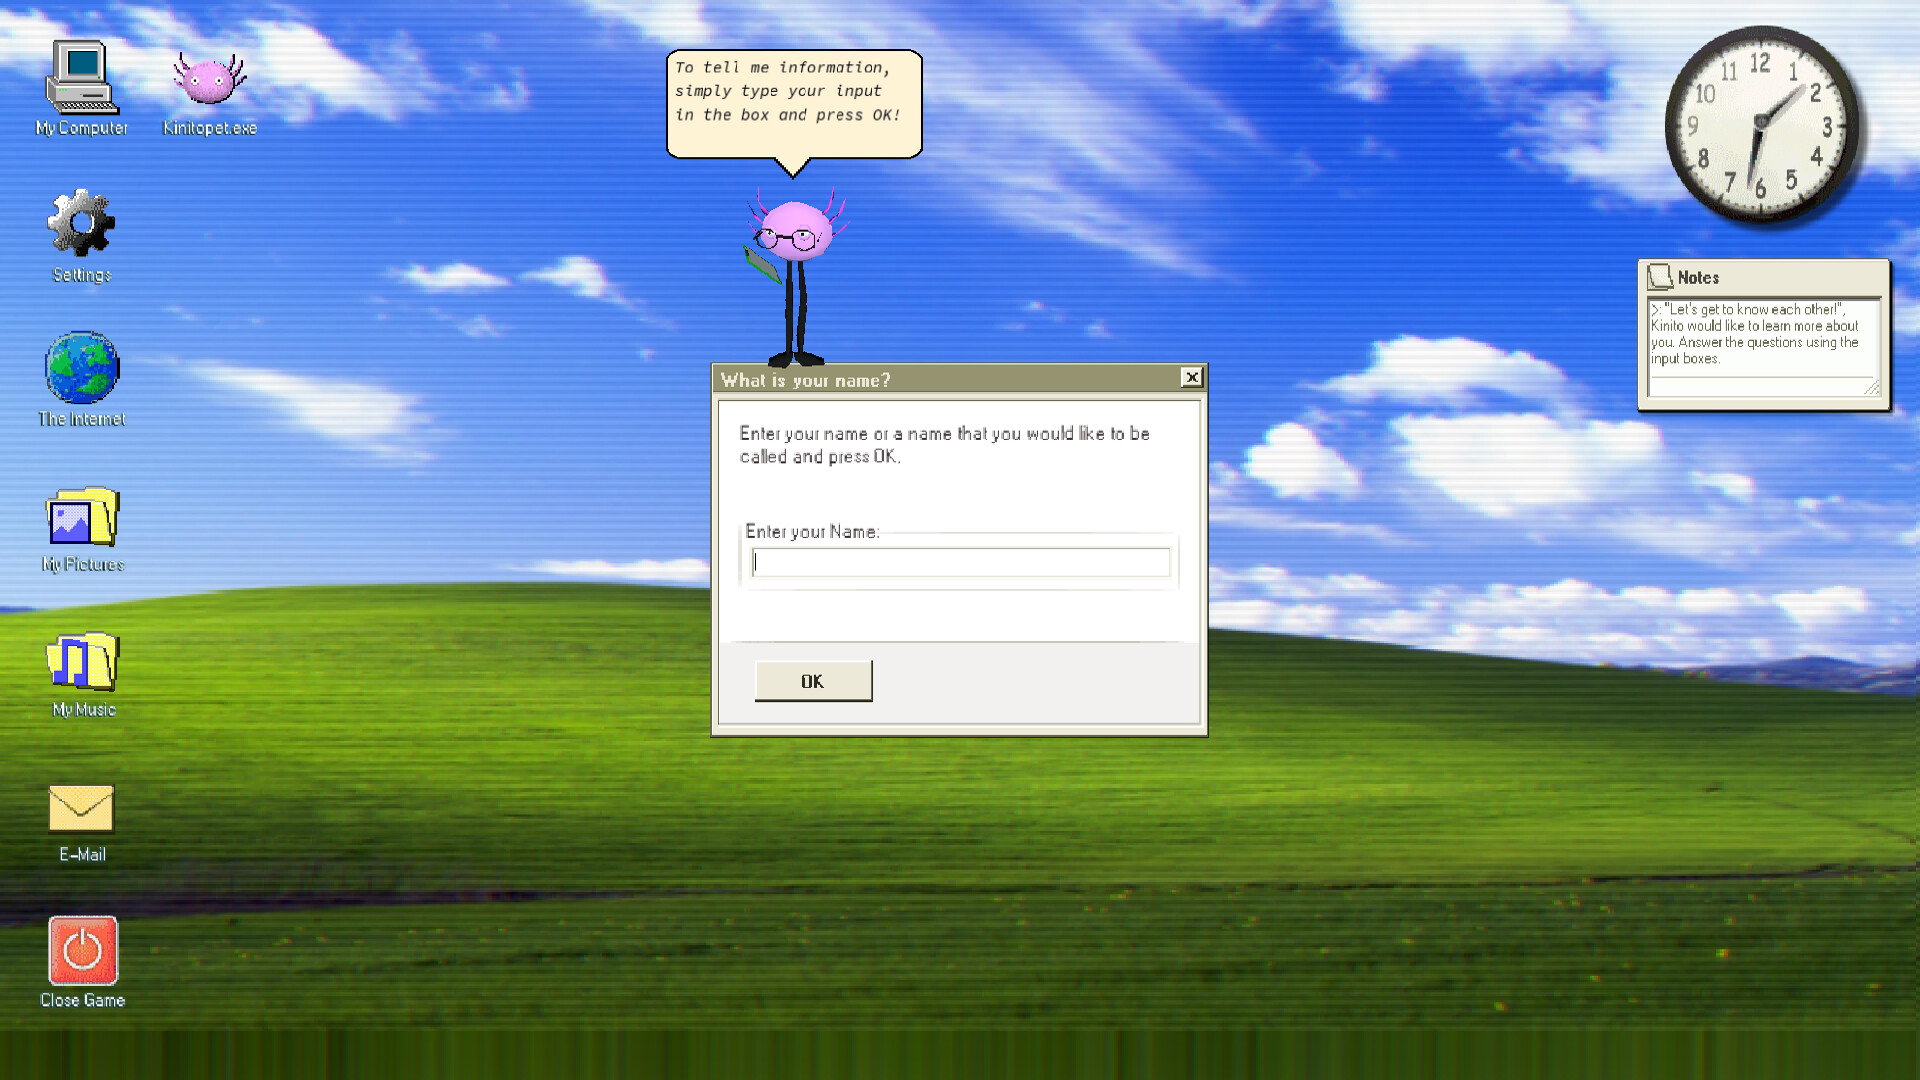 My Computer
Kinitopet.exe
Settings
The Internet
My Pictures
My Music
E-Mail
Close Game
To tell me information,
simply type your input
in the box and press OK!
What is your name?
Enter your name or a name that you would like to be
called and press OK.
Enter your Name:
OK
12
1
2
3
4
5
6
7
8
9
10
11
Notes
>: "Let's get to know each other!",
Kinito would like to learn more about
you. Answer the questions using the
input boxes.